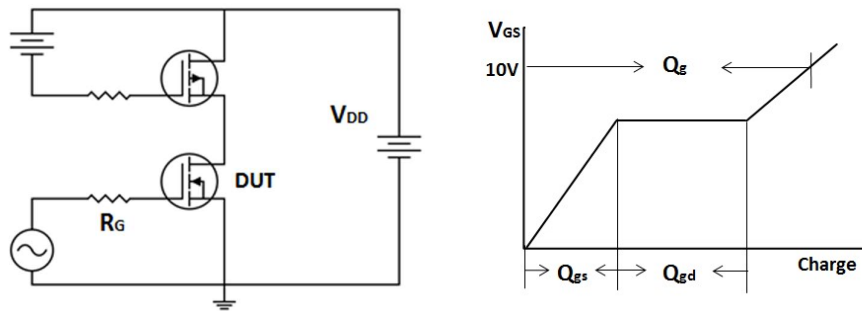 VDD
DUT
RG
VGS
10V
Qg
Qgs
Qgd
Charge